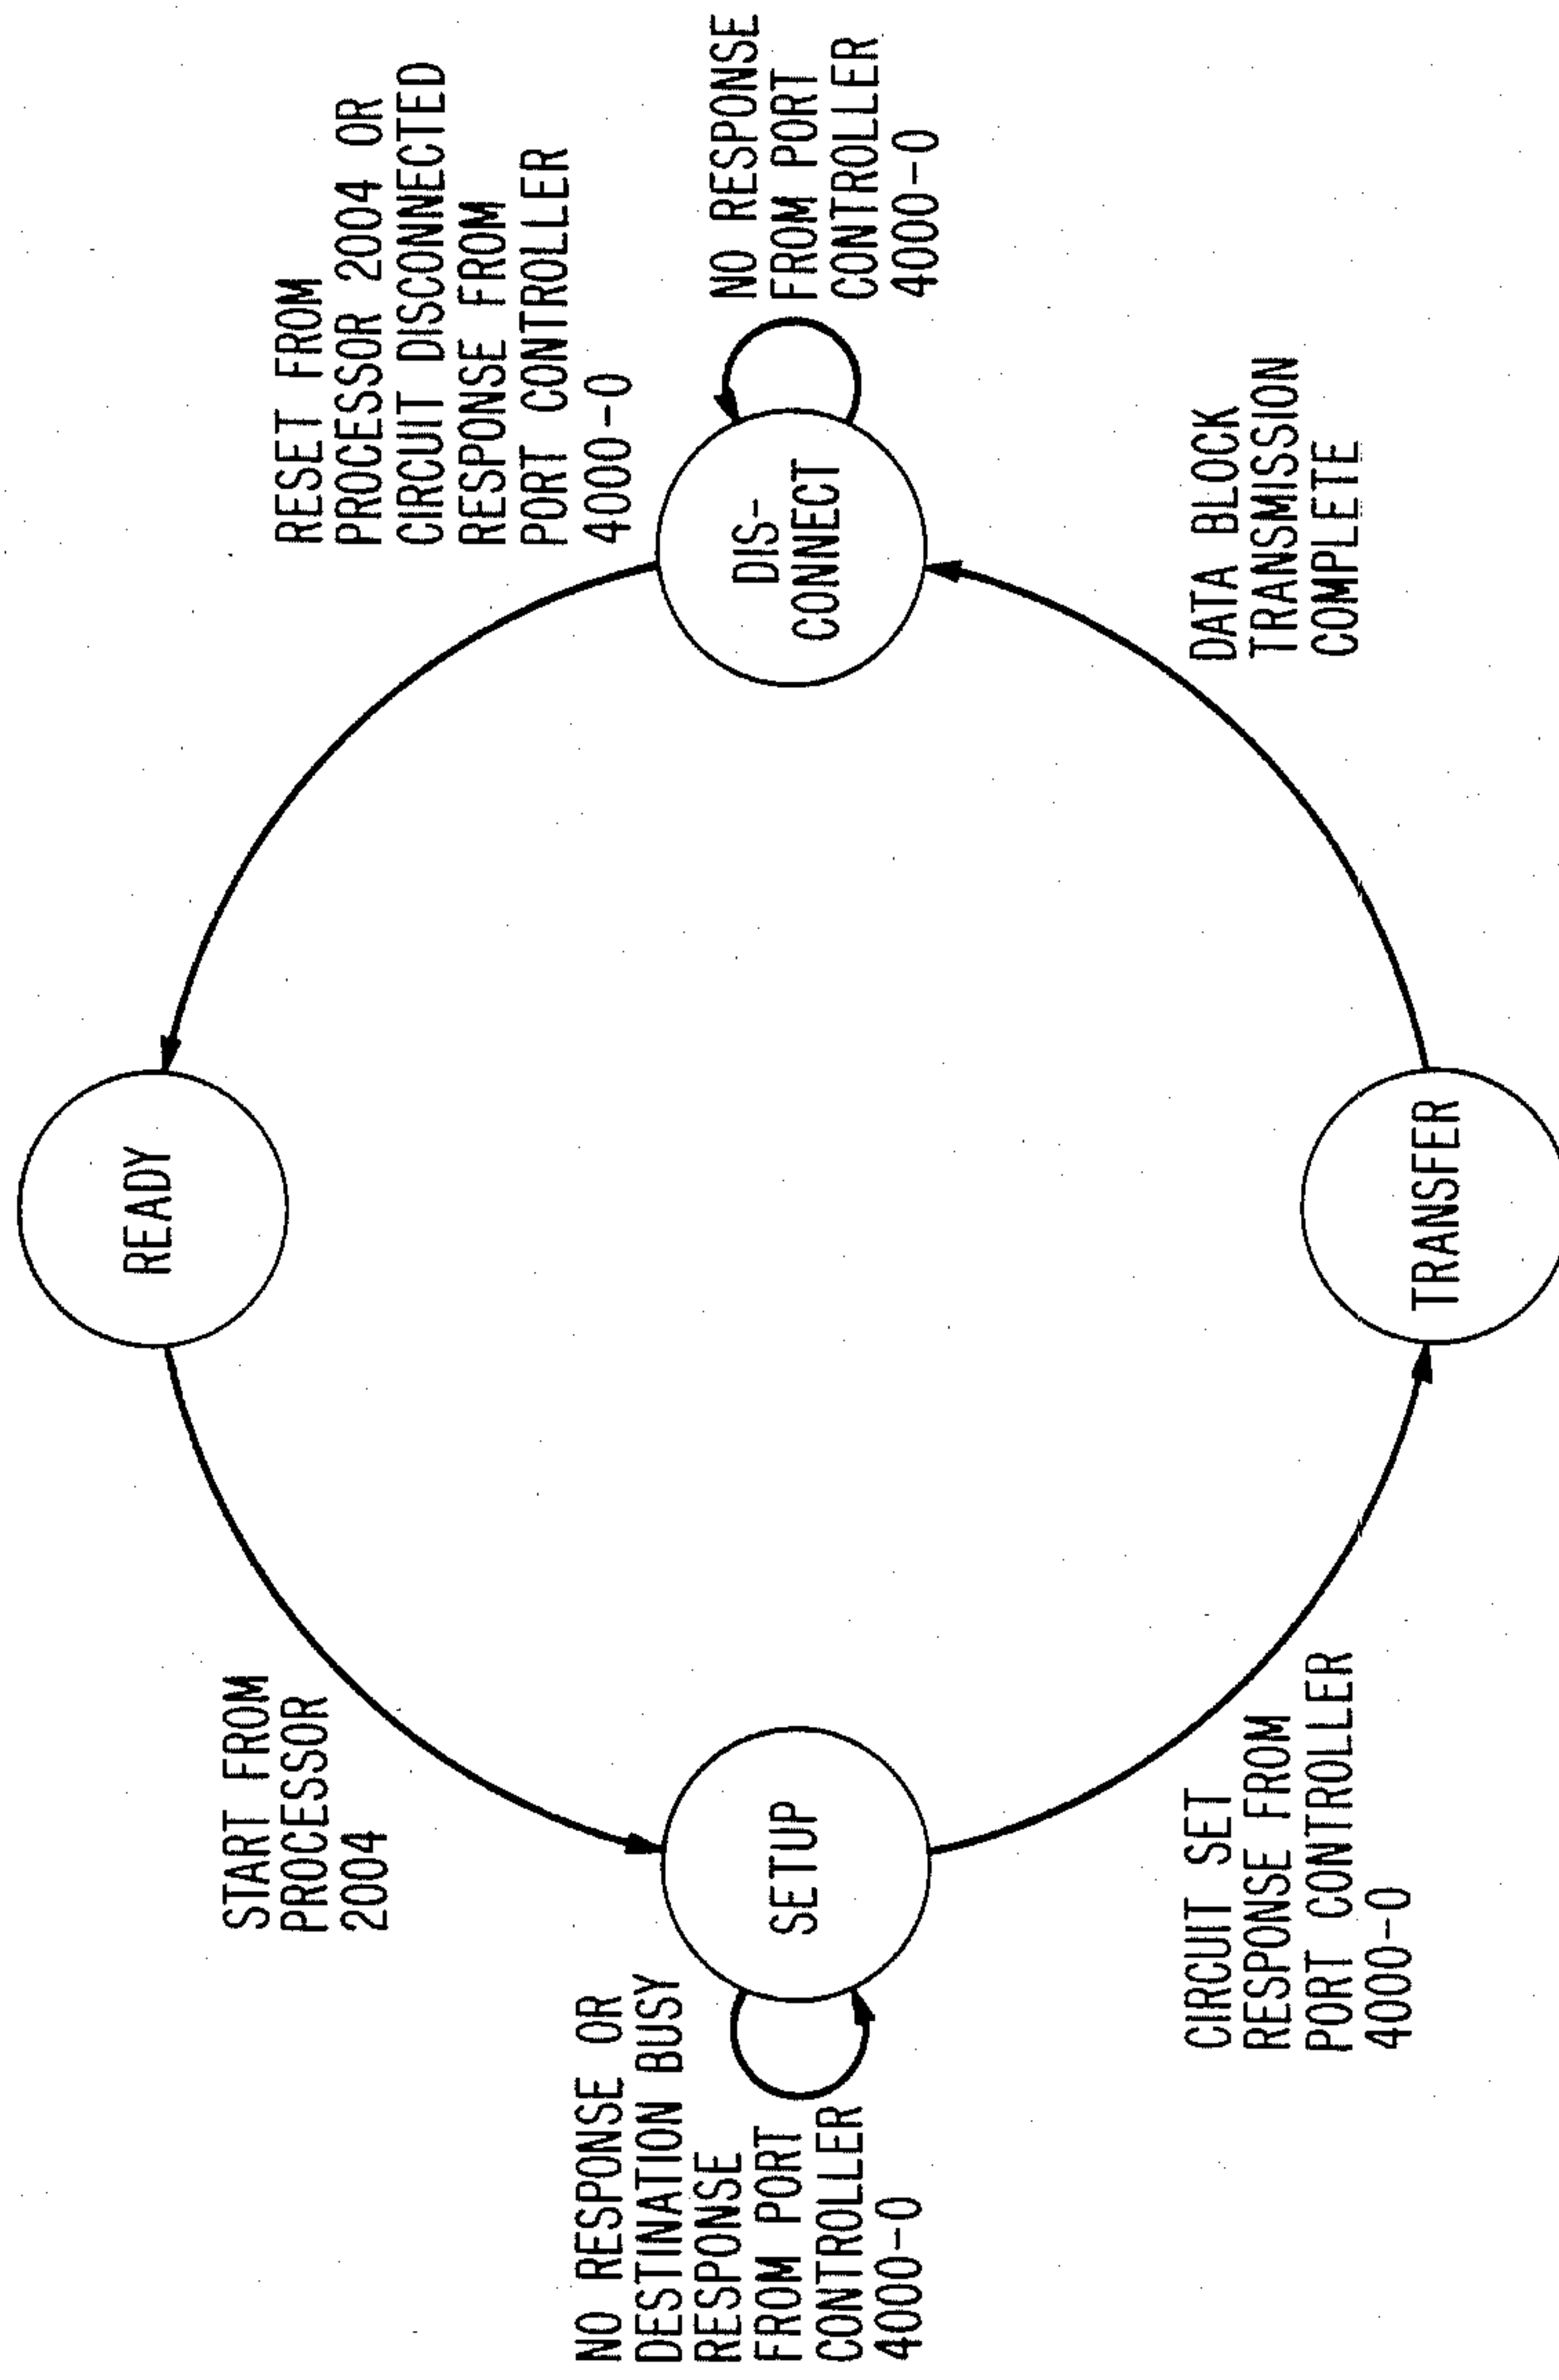 READY
START FROM
PROCESSOR
2004
RESET FROM
PROCESSOR 2004 OR
CIRCUIT DISCONNECTED
RESPONSE FROM
PORT CONTROLLER
4000-0
NO RESPONSE OR
DESTINATION BUSY
RESPONSE
FROM PORT
CONTROLLER
4000-0
SETUP
DIS-
CONNECT
NO RESPONSE
FROM PORT
CONTROLLER
4000-0
CIRCUIT SET
RESPONSE FROM
PORT CONTROLLER
4000-0
TRANSFER
DATA BLOCK
TRANSMISSION
COMPLETE